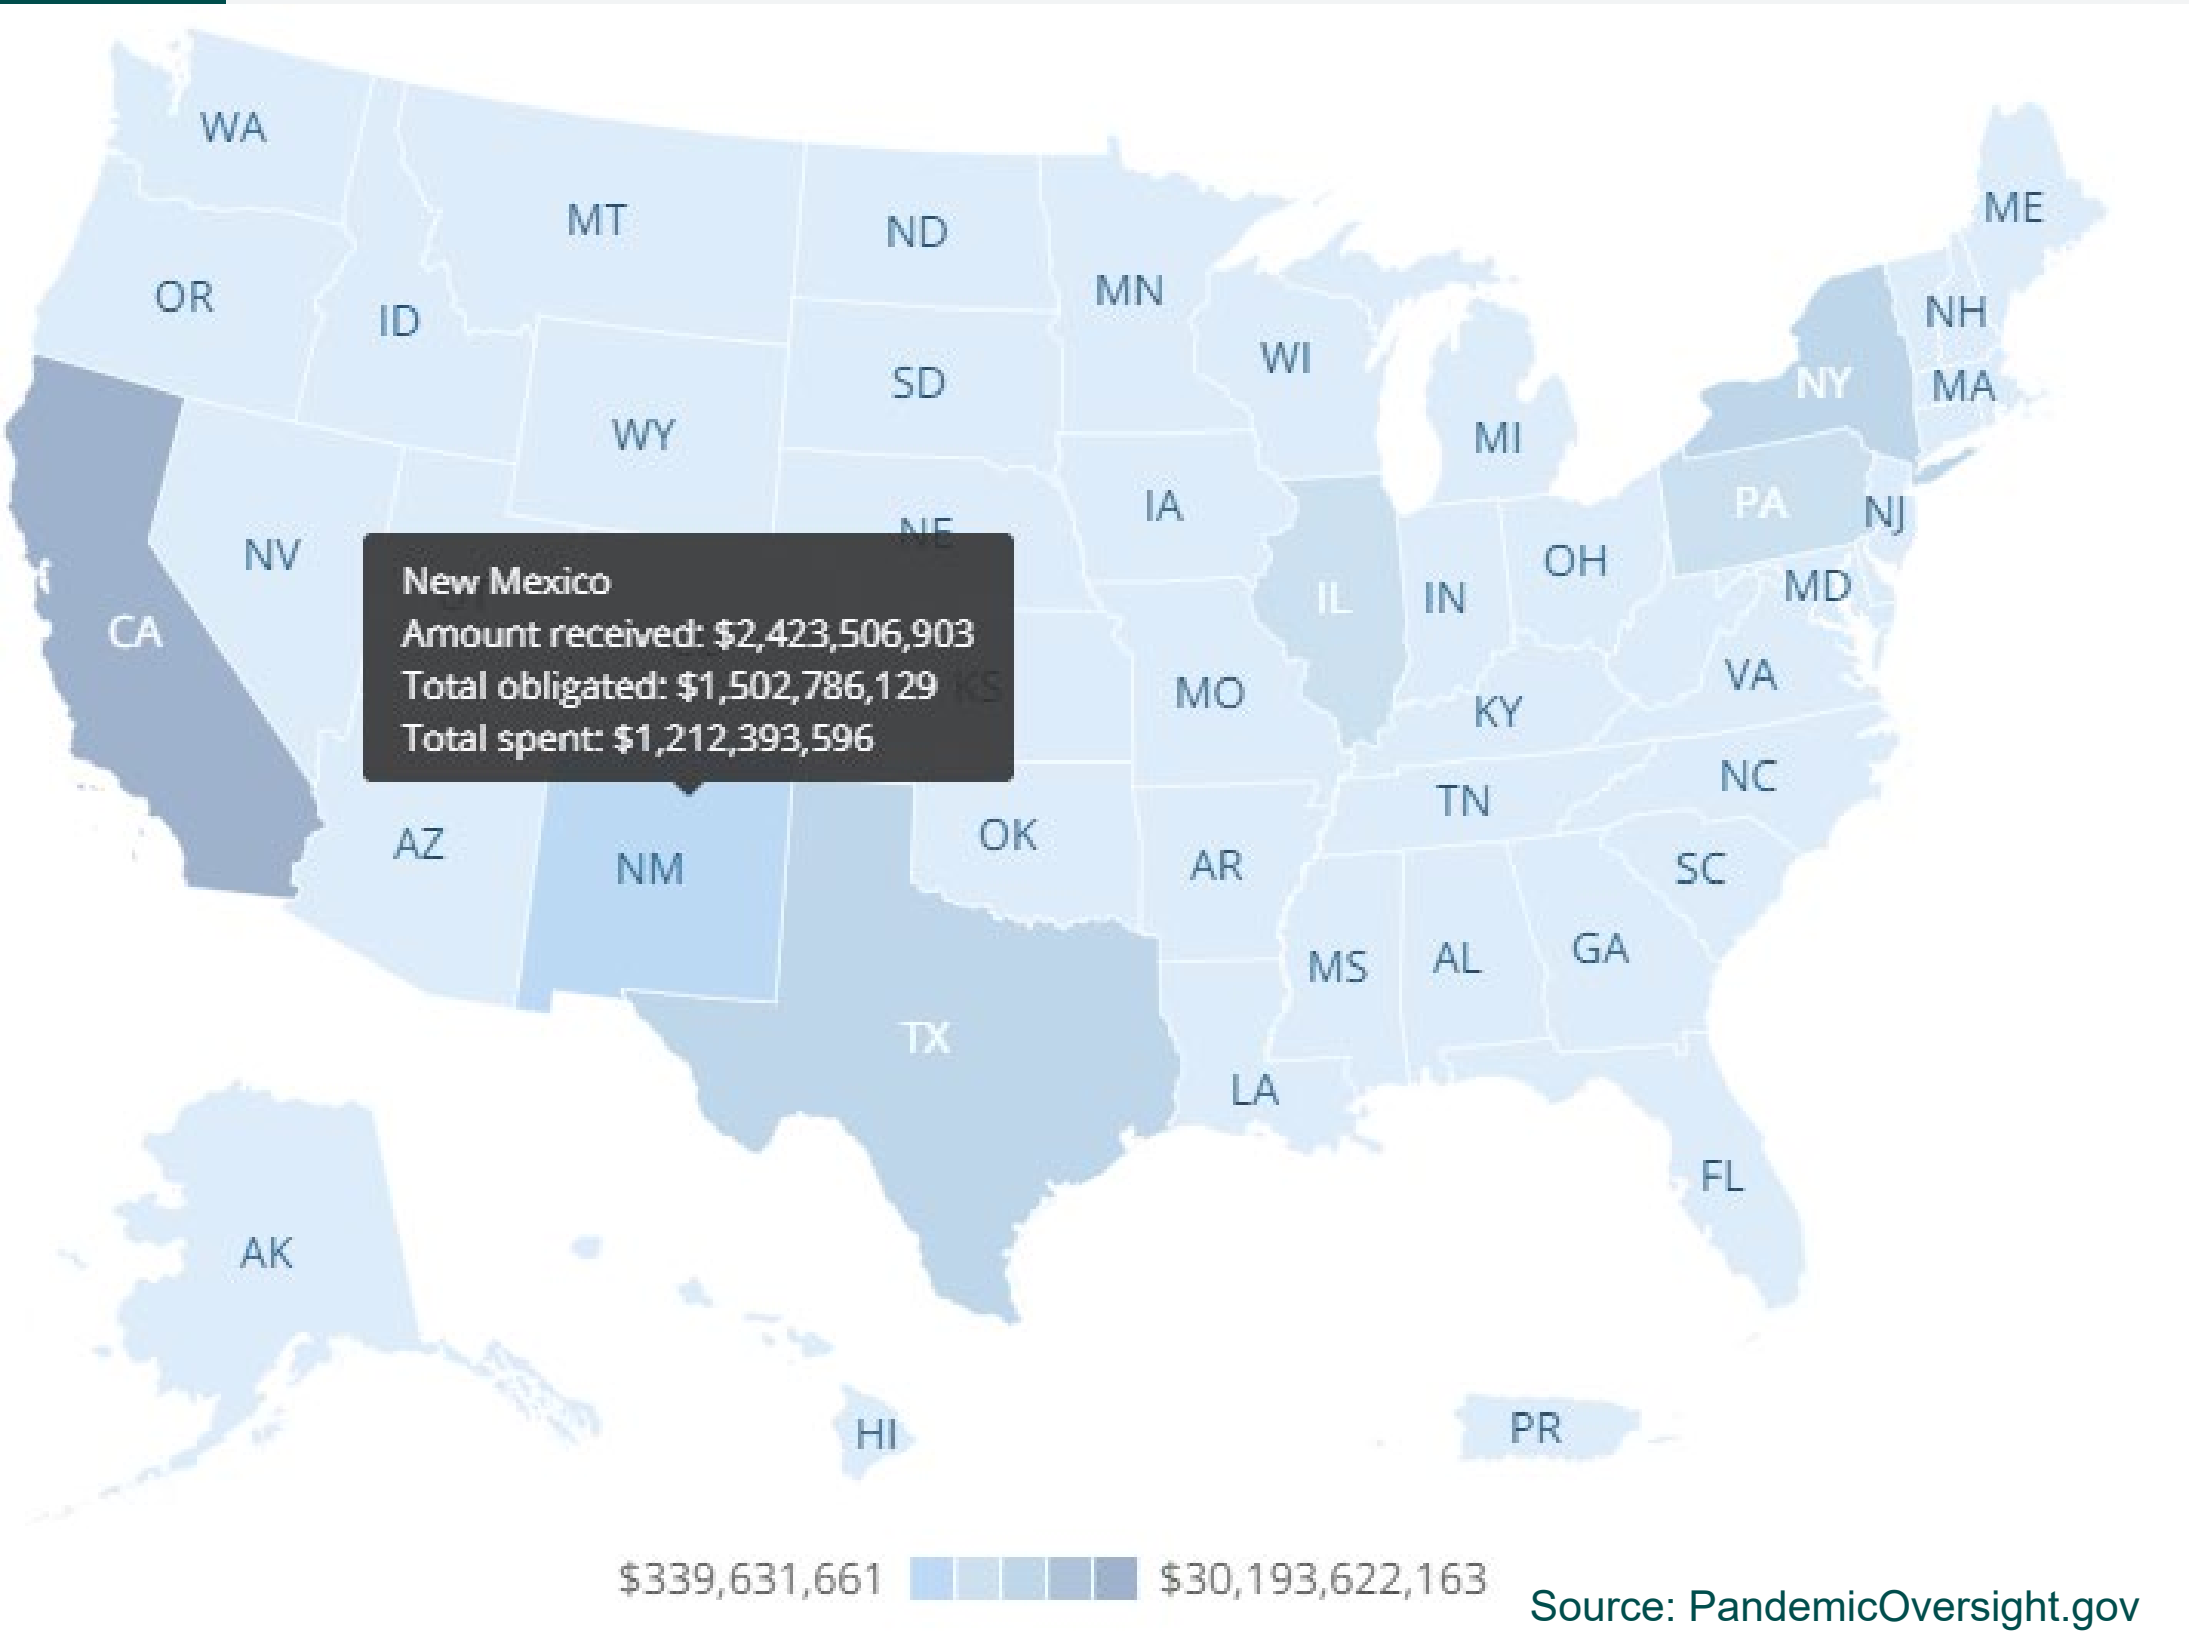 WA
MT
ND
MN
ME
OR
ID
SD
WI
NH
NY
MA
WY
MI
IA
PA
NJ
NE
NV
OH
MD
IL
IN
New Mexico
Amount received: $2,423,506,903
Total obligated: $1,502,786,129
Total spent: $1,212,393,596
KS
CA
MO
VA
KY
NC
TN
OK
AZ
NM
AR
SC
MS
AL
GA
TX
LA
FL
AK
HI
PR
$339,631,661
$30,193,622,163
Source: PandemicOversight.gov